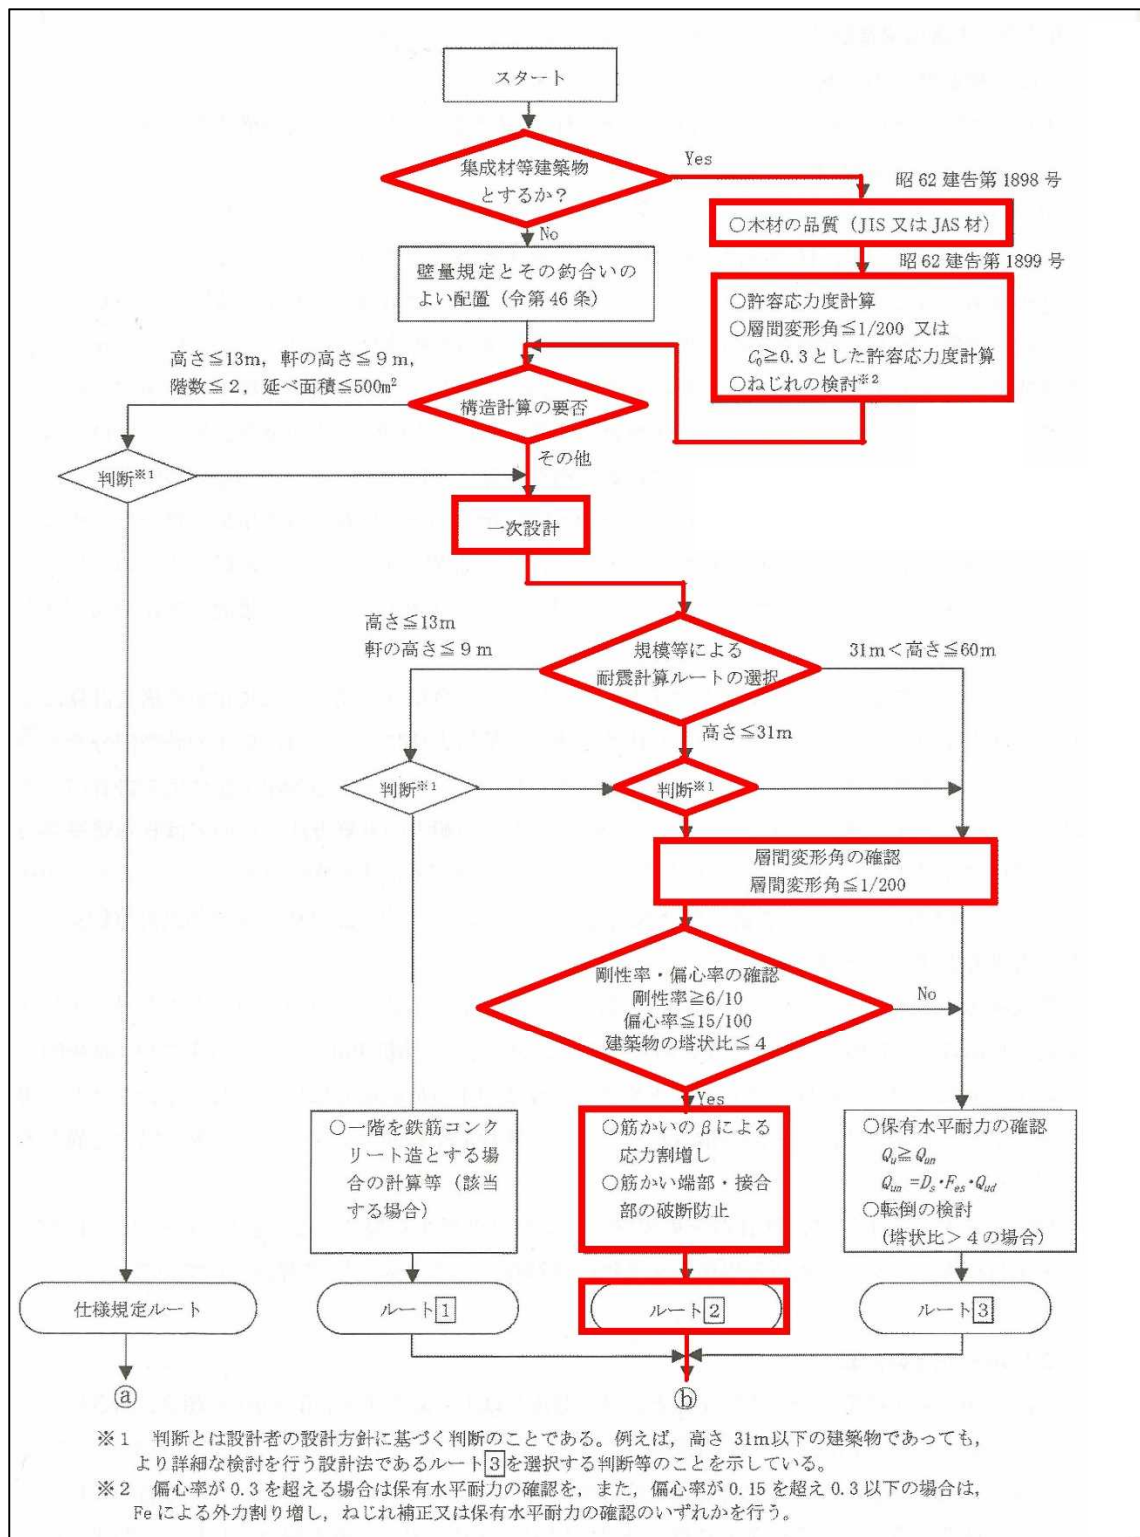 スタート
集成材等建築物
とするか？
Yes
昭 62 建告第 1898 号
○木材の品質（JIS 又は JAS 材）
No
昭 62 建告第 1899 号
壁量規定とその釣合いの
よい配置（令第 46 条）
○許容応力度計算
○層間変形角≦1/200 又は
C₀≧0.3 とした許容応力度計算
○ねじれの検討※2
高さ≦13m，軒の高さ≦９m，
階数≦２，延べ面積≦500m²
構造計算の要否
その他
判断※1
一次設計
高さ≦13m
軒の高さ≦９m
規模等による
耐震計算ルートの選択
31m＜高さ≦60m
高さ≦31m
判断※1
判断※1
層間変形角の確認
層間変形角≦1/200
剛性率・偏心率の確認
剛性率≧6/10
偏心率≦15/100
建築物の塔状比≦４
No
Yes
○一階を鉄筋コンク
リート造とする場
合の計算等（該当
する場合）
○筋かいのβによる
応力割増し
○筋かい端部・接合
部の破断防止
○保有水平耐力の確認
Qu≧Qun
Qun＝Ds･Fes･Qud
○転倒の検討
（塔状比＞４の場合）
仕様規定ルート
ルート1
ルート2
ルート3
ⓐ
ⓑ
※１　判断とは設計者の設計方針に基づく判断のことである。例えば，高さ 31m以下の建築物であっても，
より詳細な検討を行う設計法であるルート3を選択する判断等のことを示している。
※２　偏心率が 0.3 を超える場合は保有水平耐力の確認を，また，偏心率が 0.15 を超え 0.3 以下の場合は，
Fe による外力割り増し，ねじれ補正又は保有水平耐力の確認のいずれかを行う。